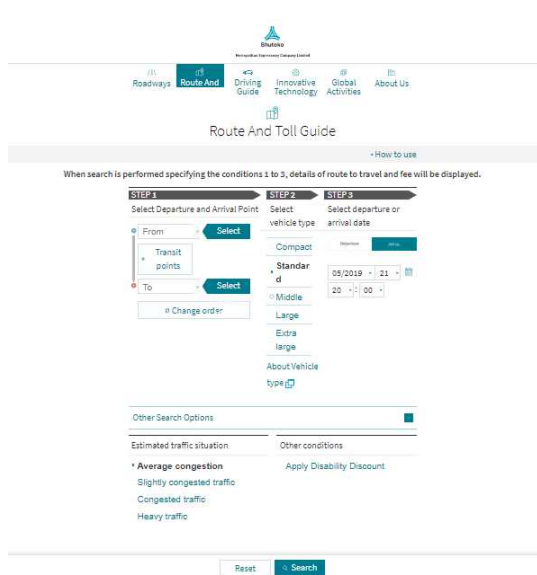 Shutoko
Metropolitan Expressway Company Limited
Roadways
Route And
Driving
Guide
Innovative
Technology
Global
Activities
About Us
Route And Toll Guide
How to use
When search is performed specifying the conditions 1 to 3, details of route to travel and fee will be displayed.
STEP 1
Select Departure and Arrival Point
From
Select
Transit
points
To
Select
Change order
STEP 2
Select
vehicle type
Compact
Standar
d
Middle
Large
Extra
large
About Vehicle
type
STEP 3
Select departure or
arrival date
Departure
05/2019 21
20 : 00
Other Search Options
Estimated traffic situation
Average congestion
Slightly congested traffic
Congested traffic
Heavy traffic
Other conditions
Apply Disability Discount
Reset
Search